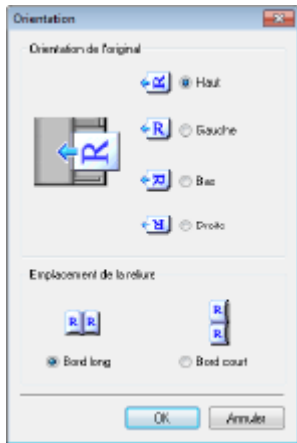 Orientation
Orientation de l'original
R Haut
R Gauche
R Bas
R Droite
R
Emplacement de la reliure
R R
R
R
Bord long
Bord court
OK
Annuler